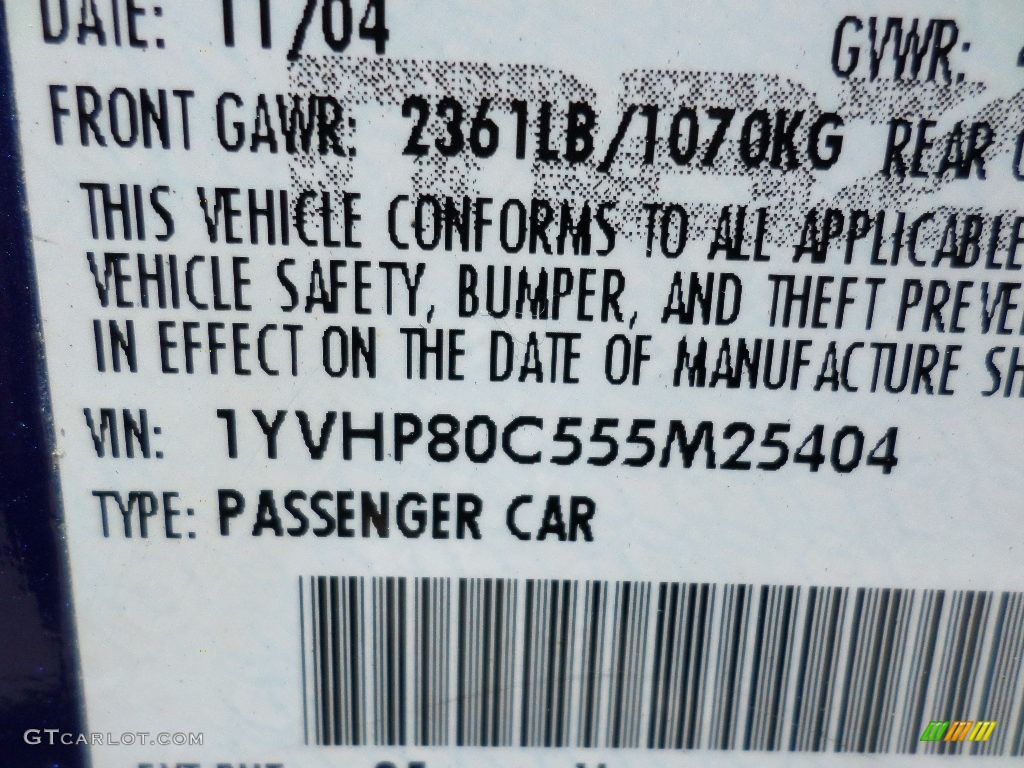 DATE: 11/04 GVWR:
FRONT GAWR: 2361LB/1070KG REAR
THIS VEHICLE CONFORMS TO ALL APPLICABLE
VEHICLE SAFETY, BUMPER, AND THEFT PREVE
IN EFFECT ON THE DATE OF MANUFACTURE SH
VIN: 1YVHP80C555M25404
TYPE: PASSENGER CAR
GTCARLOT.COM